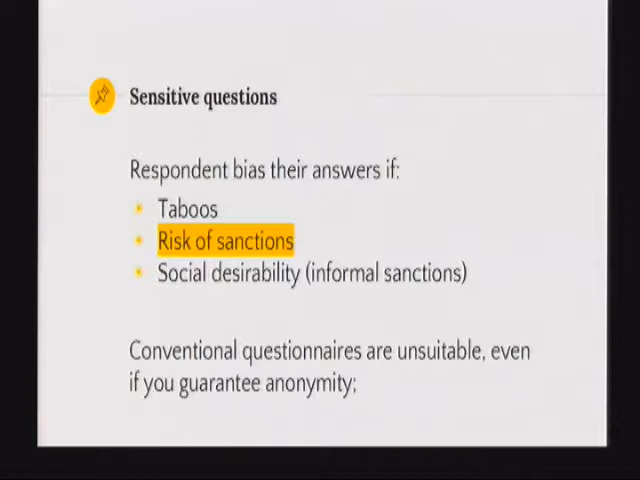 Sensitive questions
Respondent bias their answers if:
Taboos
Risk of sanctions
Social desirability (informal sanctions)
Conventional questionnaires are unsuitable, even
if you guarantee anonymity;